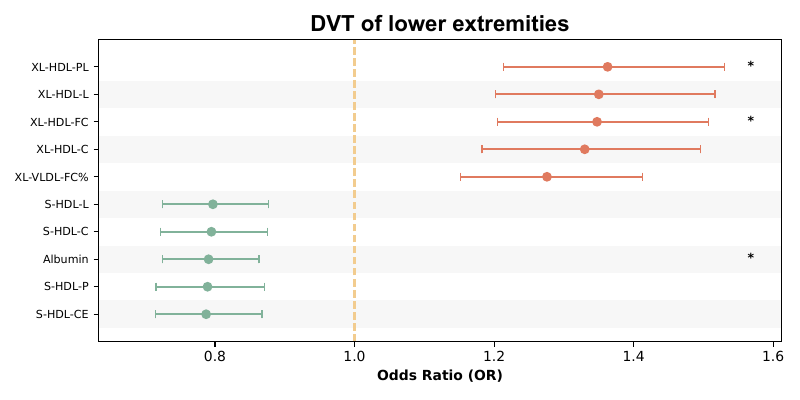 DVT of lower extremities
XL-HDL-PL *
XL-HDL-L
XL-HDL-FC *
XL-HDL-C
XL-VLDL-FC%
S-HDL-L
S-HDL-C
Albumin *
S-HDL-P
S-HDL-CE
0.8 1.0 1.2 1.4 1.6
Odds Ratio (OR)